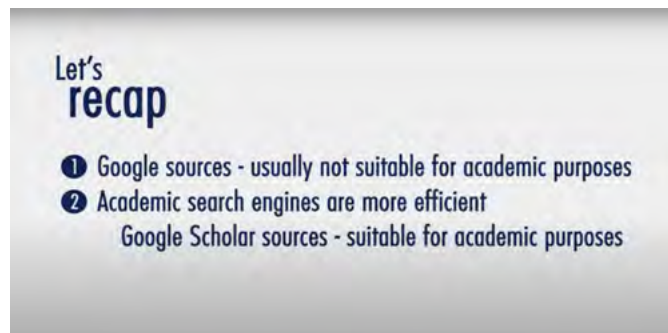 Let's
recap
❶ Google sources - usually not suitable for academic purposes
❷ Academic search engines are more efficient
Google Scholar sources - suitable for academic purposes